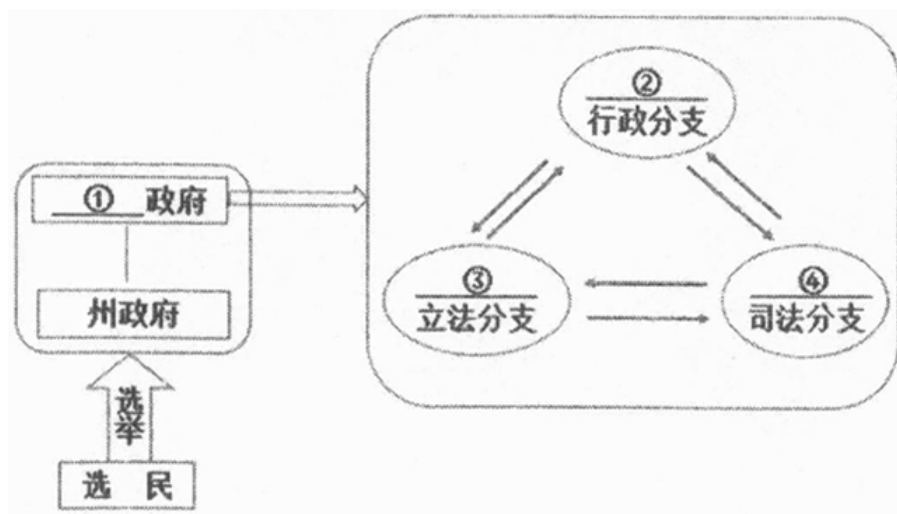 ②
行政分支
① 政府
③
立法分支
④
司法分支
州政府
选举
选 民